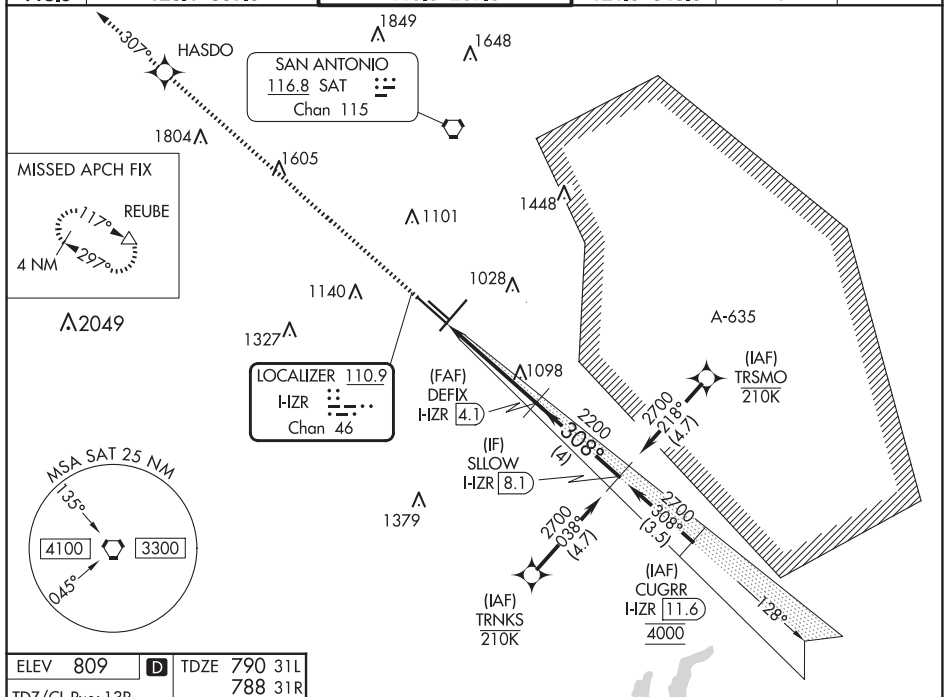 1849
1648
307°
HASDO
SAN ANTONIO
116.8 SAT
Chan 115
1804
1605
MISSED APCH FIX
117°
REUBE
4 NM
297°
1448
1101
1028
1140
2049
1327
A-635
LOCALIZER 110.9
I-IZR
Chan 46
(FAF)
DEFIX
I-IZR 4.1
1098
(IAF)
TRSMO
210K
2700
218°
(4.7)
2200
308°
(4)
(IF)
SLLOW
I-IZR 8.1
MSA SAT 25 NM
135°
4100
3300
045°
1379
2700
038°
(4.7)
2700
308°
(3.5)
(IAF)
TRNKS
210K
(IAF)
CUGRR
I-IZR 11.6
4000
128°
ELEV 809 D TDZE 790 31L
788 31R